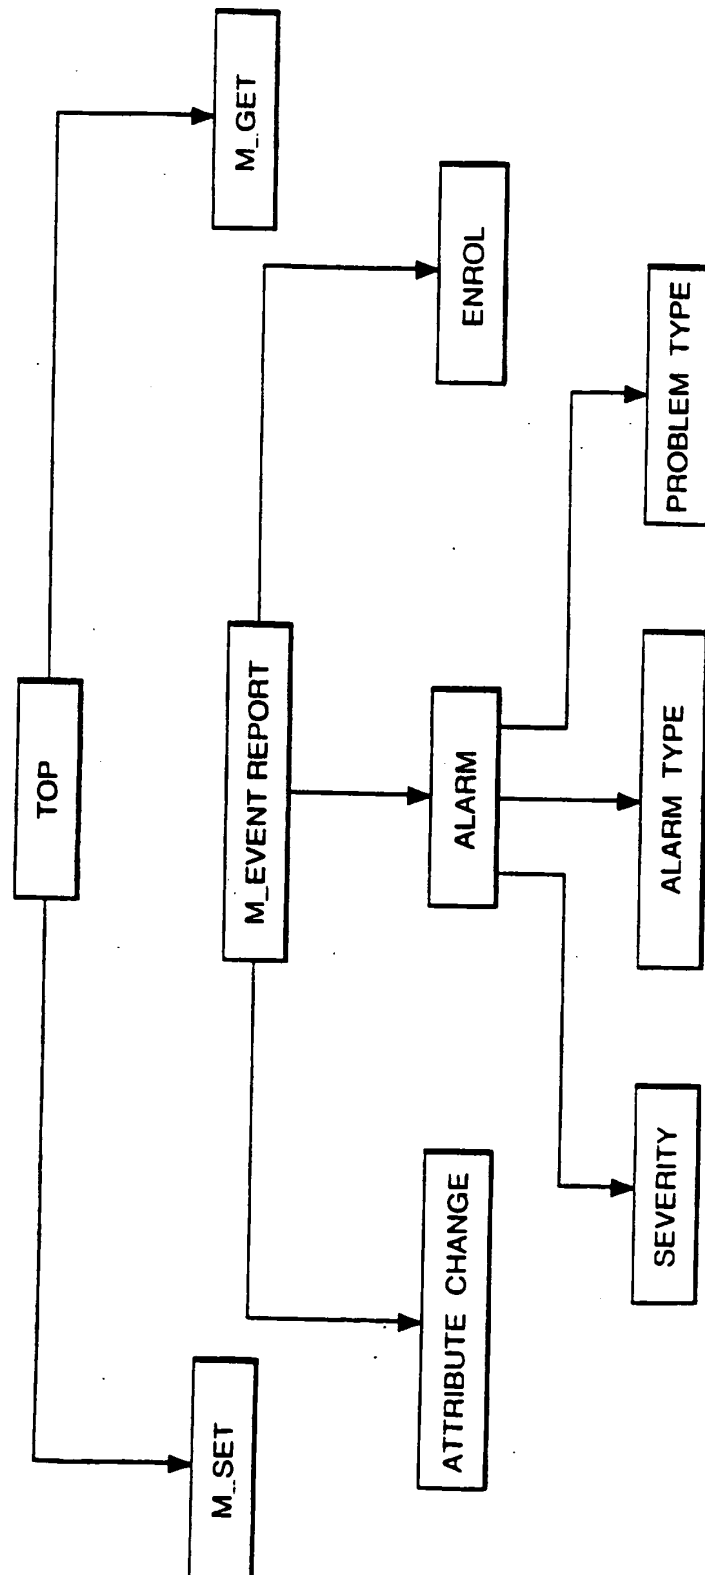 TOP
M_SET
M_EVENT REPORT
M_GET
ATTRIBUTE CHANGE
ALARM
ENROL
SEVERITY
ALARM TYPE
PROBLEM TYPE